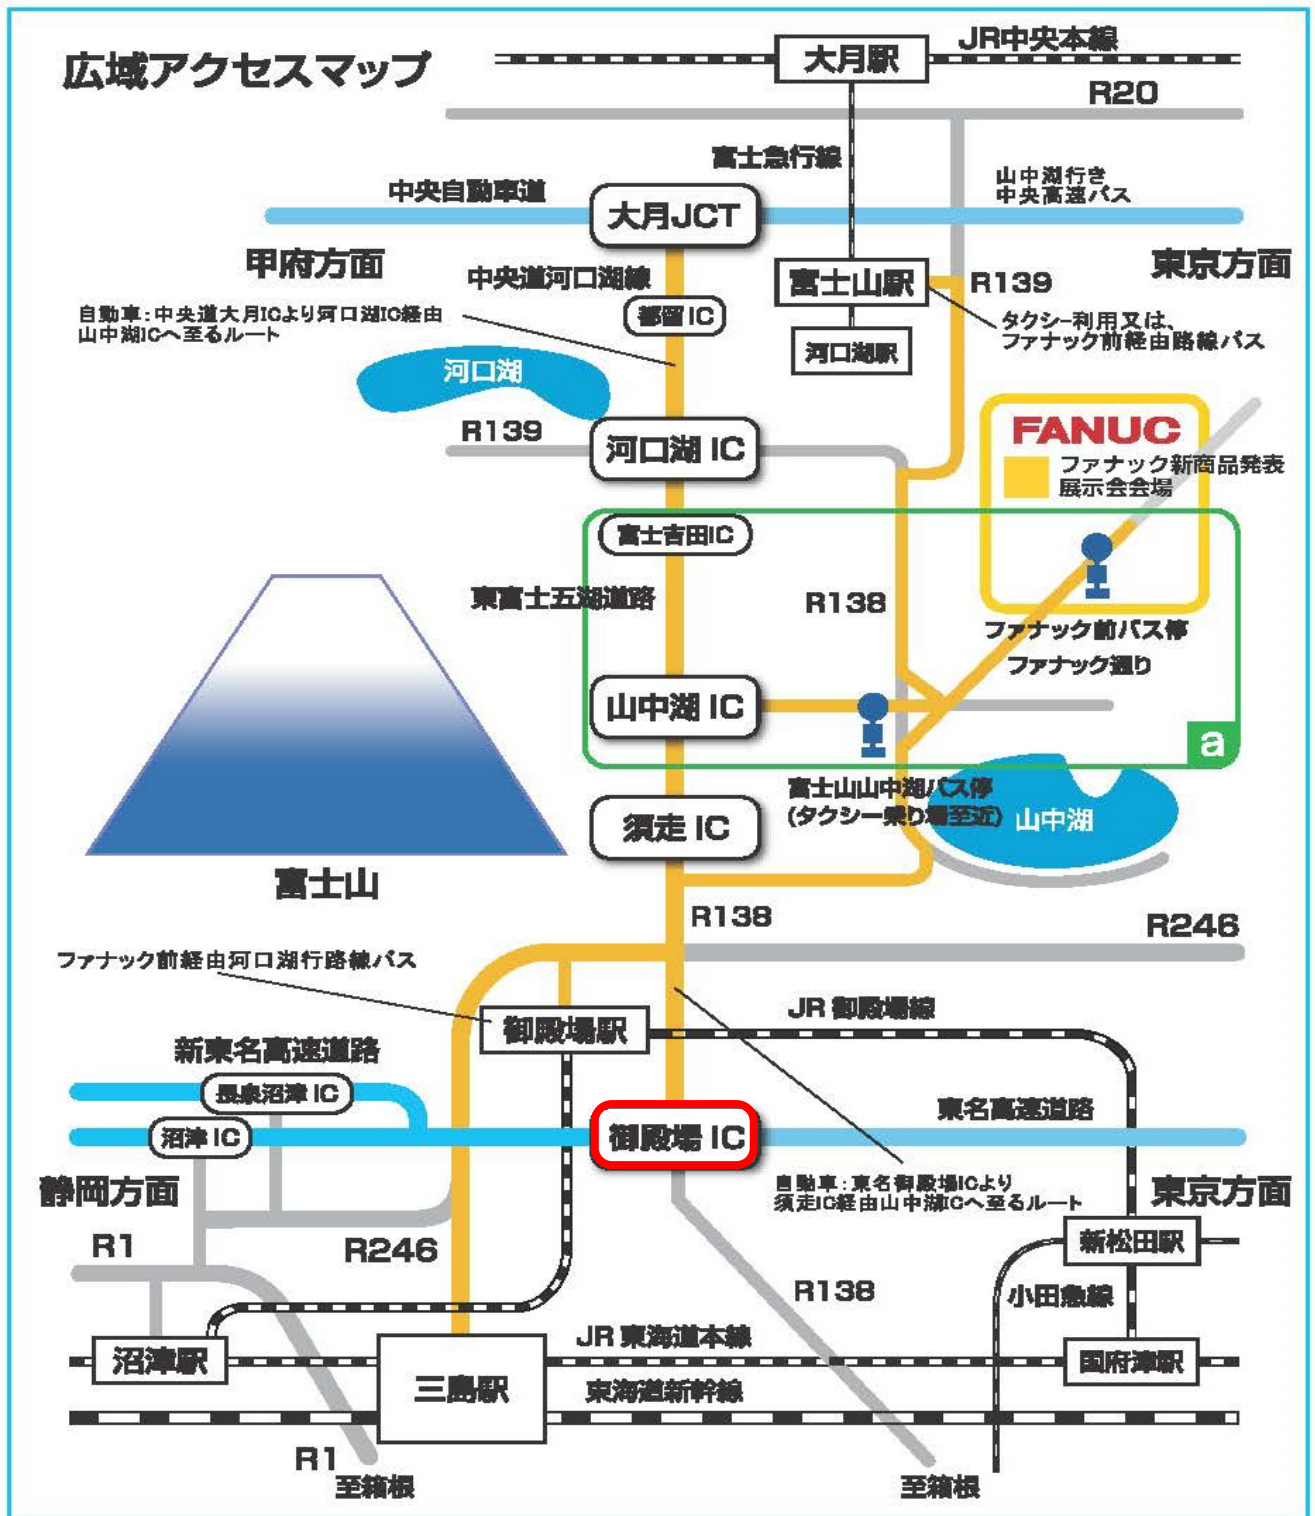 広域アクセスマップ
JR中央本線
大月駅
R20
富士急行線
山中湖行き
中央高速バス
中央自動車道
大月JCT
甲府方面
東京方面
中央道河口湖線
富士山駅
R139
自動車:中央道大月ICより河口湖IC経由
山中湖ICへ至るルート
都留 IC
タクシー利用又は、
ファナック前経由路線バス
河口湖駅
河口湖
R139
河口湖 IC
FANUC
ファナック新商品発表
展示会会場
富士吉田IC
東富士五湖道路
R138
ファナック前バス停
ファナック通り
山中湖 IC
a
富士山山中湖バス停
(タクシー乗り場至近)
山中湖
須走 IC
富士山
R138
R246
ファナック前経由河口湖行路線バス
JR 御殿場線
御殿場駅
新東名高速道路
長泉沼津 IC
東名高速道路
沼津 IC
御殿場 IC
静岡方面
自動車:東名御殿場ICより
須走IC経由山中湖ICへ至るルート
東京方面
R1
R246
新松田駅
R138
小田急線
JR 東海道本線
沼津駅
三島駅
国府津駅
東海道新幹線
R1
至箱根
至箱根